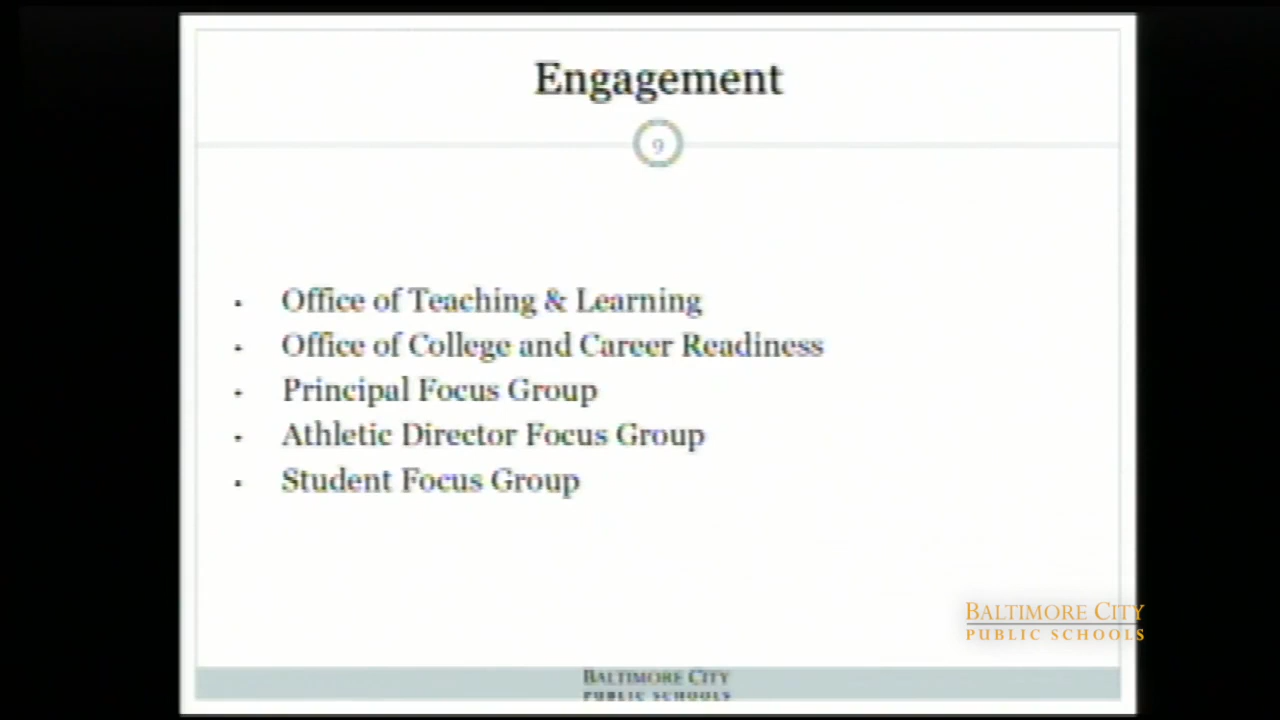 Engagement
9
• Office of Teaching & Learning
• Office of College and Career Readiness
• Principal Focus Group
• Athletic Director Focus Group
• Student Focus Group
BALTIMORE CITY
PUBLIC SCHOOLS
BALTIMORE CITY
PUBLIC SCHOOLS